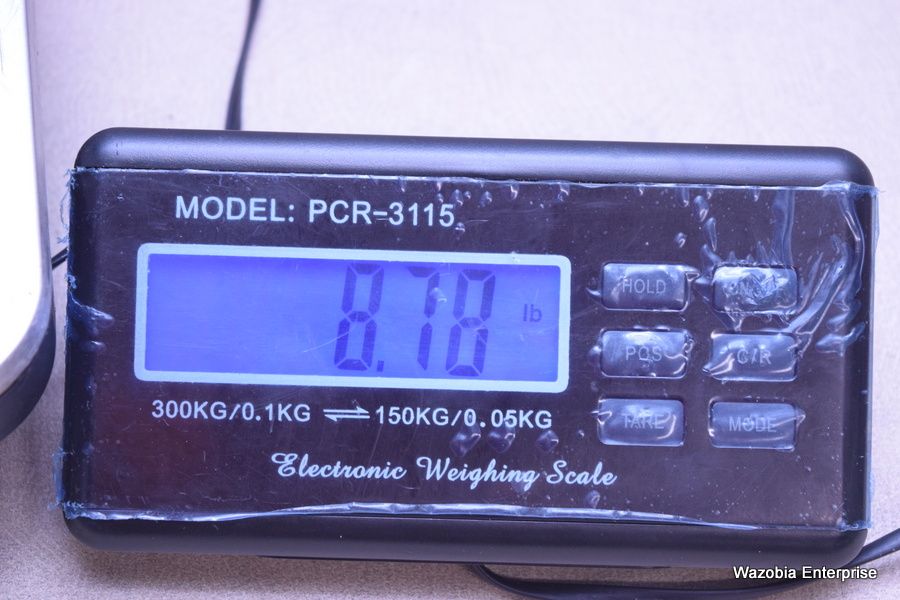 MODEL: PCR-3115
8.78 lb
HOLD
POS C/R
TARE MODE
300KG/0.1KG ⇌ 150KG/0.05KG
Electronic Weighing Scale
Wazobia Enterprise